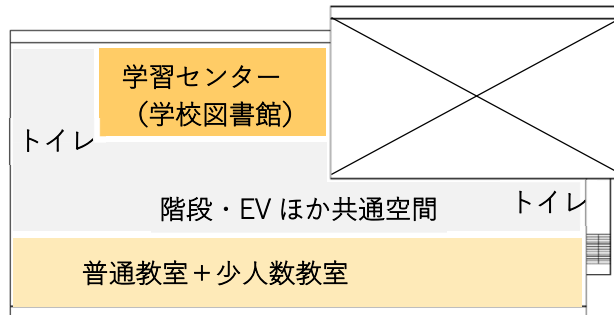 学習センター
（学校図書館）
トイレ
階段・EV ほか共通空間
トイレ
普通教室＋少人数教室